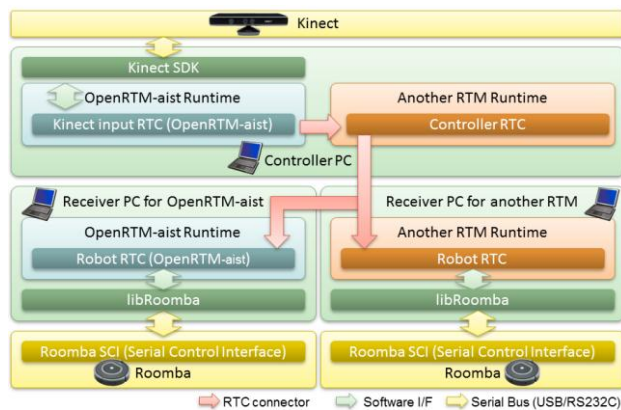 Kinect
Kinect SDK
OpenRTM-aist Runtime
Another RTM Runtime
Kinect input RTC (OpenRTM-aist)
Controller RTC
Controller PC
Receiver PC for OpenRTM-aist
Receiver PC for another RTM
OpenRTM-aist Runtime
Another RTM Runtime
Robot RTC (OpenRTM-aist)
Robot RTC
libRoomba
libRoomba
Roomba SCI (Serial Control Interface)
Roomba SCI (Serial Control Interface)
Roomba
Roomba
RTC connector
Software I/F
Serial Bus (USB/RS232C)